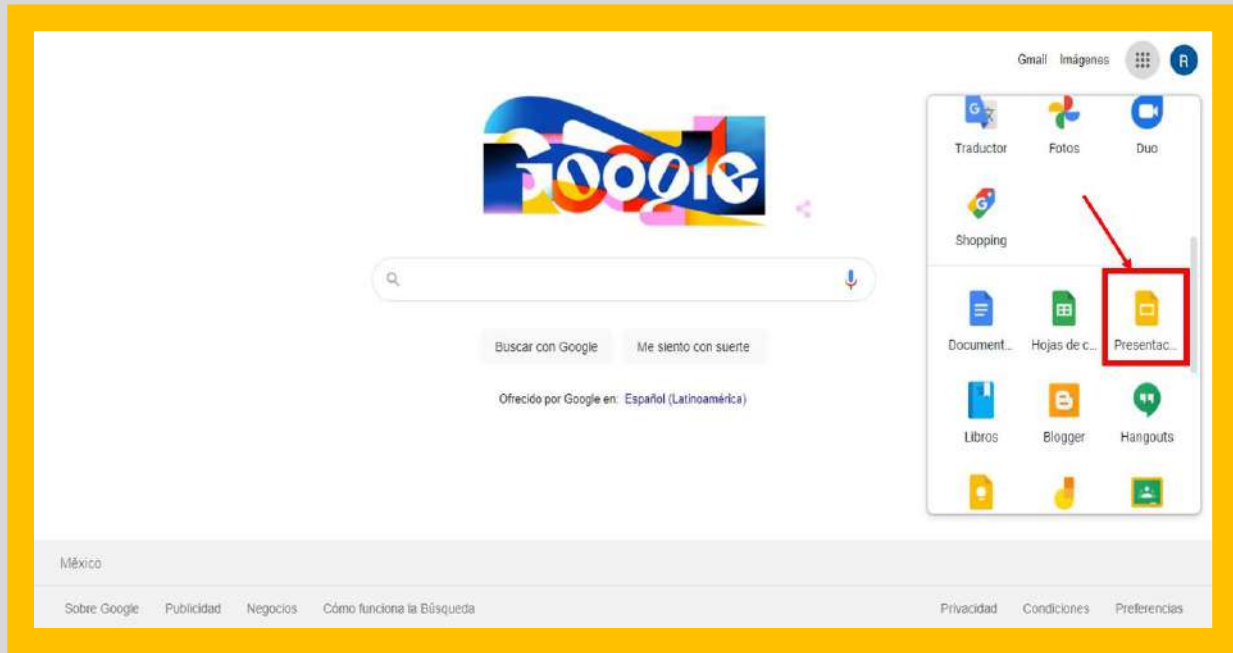 Gmail Imágenes R
Google
Traductor Fotos Duo
Shopping
Document... Hojas de c... Presentac...
Libros Blogger Hangouts
Buscar con Google Me siento con suerte
Ofrecido por Google en: Español (Latinoamérica)
México
Sobre Google Publicidad Negocios Cómo funciona la Búsqueda
Privacidad Condiciones Preferencias